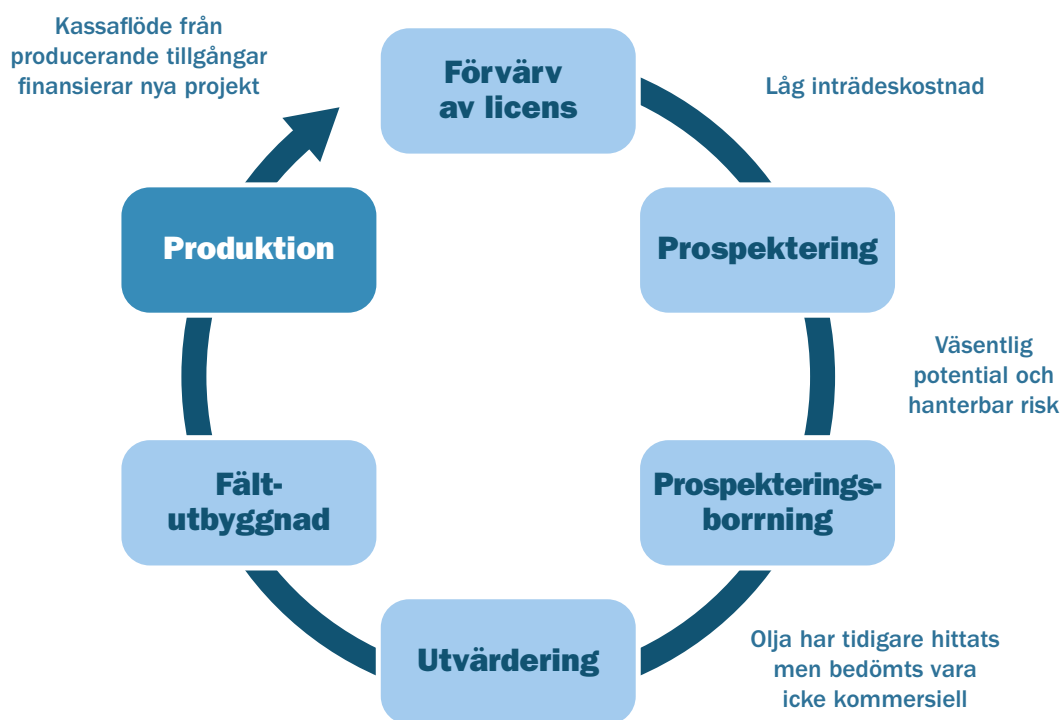 Kassaflöde från
producerande tillgångar
finansierar nya projekt
Förvärv
av licens
Låg inträdeskostnad
Prospektering
Väsentlig
potential och
hanterbar risk
Prospekterings-
borrning
Olja har tidigare hittats
men bedömts vara
icke kommersiell
Utvärdering
Fält-
utbyggnad
Produktion